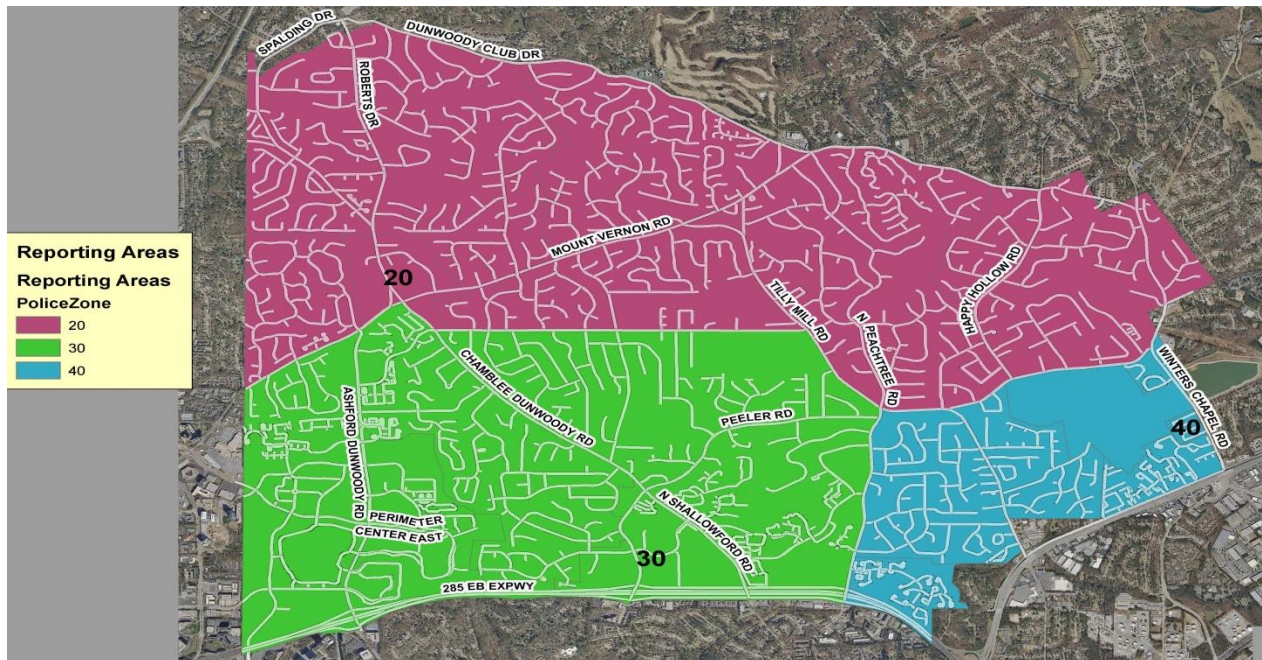 SPALDING DR
DUNWOODY CLUB DR
ROBERTS DR
MOUNT VERNON RD
20
TILLY MILL RD
N PEACHTREE RD
HAPPY HOLLOW RD
Reporting Areas
Reporting Areas
PoliceZone
20
30
40
WINTERS CHAPEL RD
40
CHAMBLEE DUNWOODY RD
ASHFORD DUNWOODY RD
PEELER RD
PERIMETER
CENTER EAST
N SHALLOWFORD RD
30
285 EB EXPWY